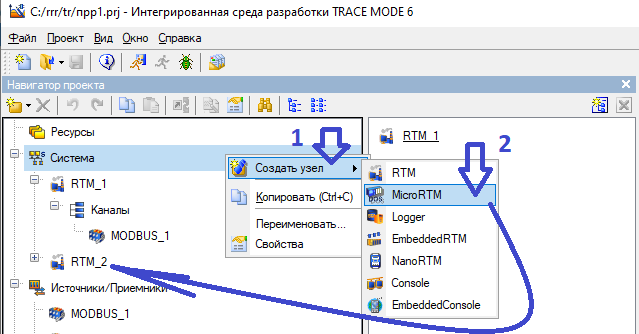 C:/rrr/tr/npp1.prj - Интегрированная среда разработки TRACE MODE 6
Файл Проект Вид Окно Справка
Навигатор проекта
Ресурсы
Система
RTM_1
Каналы
MODBUS_1
RTM_2
Источники/Приемники
MODBUS_1
1
Создать узел
Копировать (Ctrl+C)
Переименовать...
Свойства
RTM_1
2
RTM
MicroRTM
Logger
EmbeddedRTM
NanoRTM
Console
EmbeddedConsole